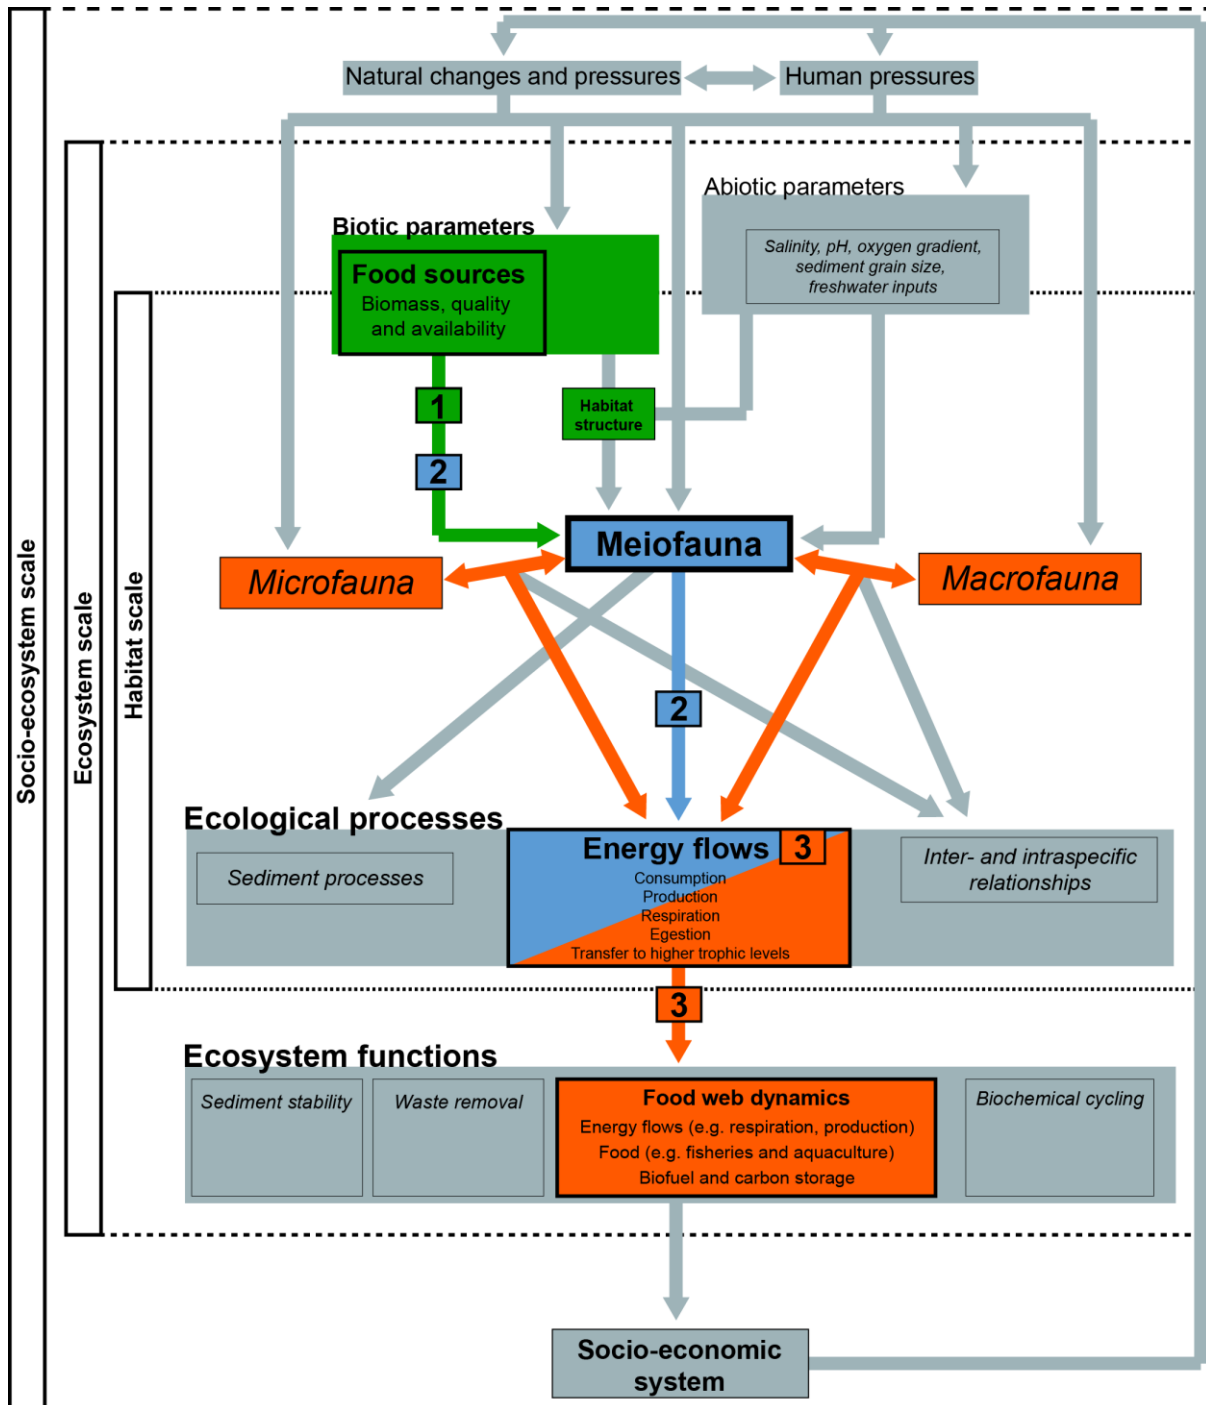 Natural changes and pressures
Human pressures
Abiotic parameters
Salinity, pH, oxygen gradient,
sediment grain size,
freshwater inputs
Biotic parameters
Food sources
Biomass, quality
and availability
1
2
Habitat
structure
Meiofauna
Microfauna
Macrofauna
2
Socio-ecosystem scale
Ecosystem scale
Habitat scale
Ecological processes
Sediment processes
Energy flows
3
Consumption
Production
Respiration
Egestion
Transfer to higher trophic levels
Inter- and intraspecific
relationships
3
Ecosystem functions
Sediment stability
Waste removal
Food web dynamics
Energy flows (e.g. respiration, production)
Food (e.g. fisheries and aquaculture)
Biofuel and carbon storage
Biochemical cycling
Socio-economic
system